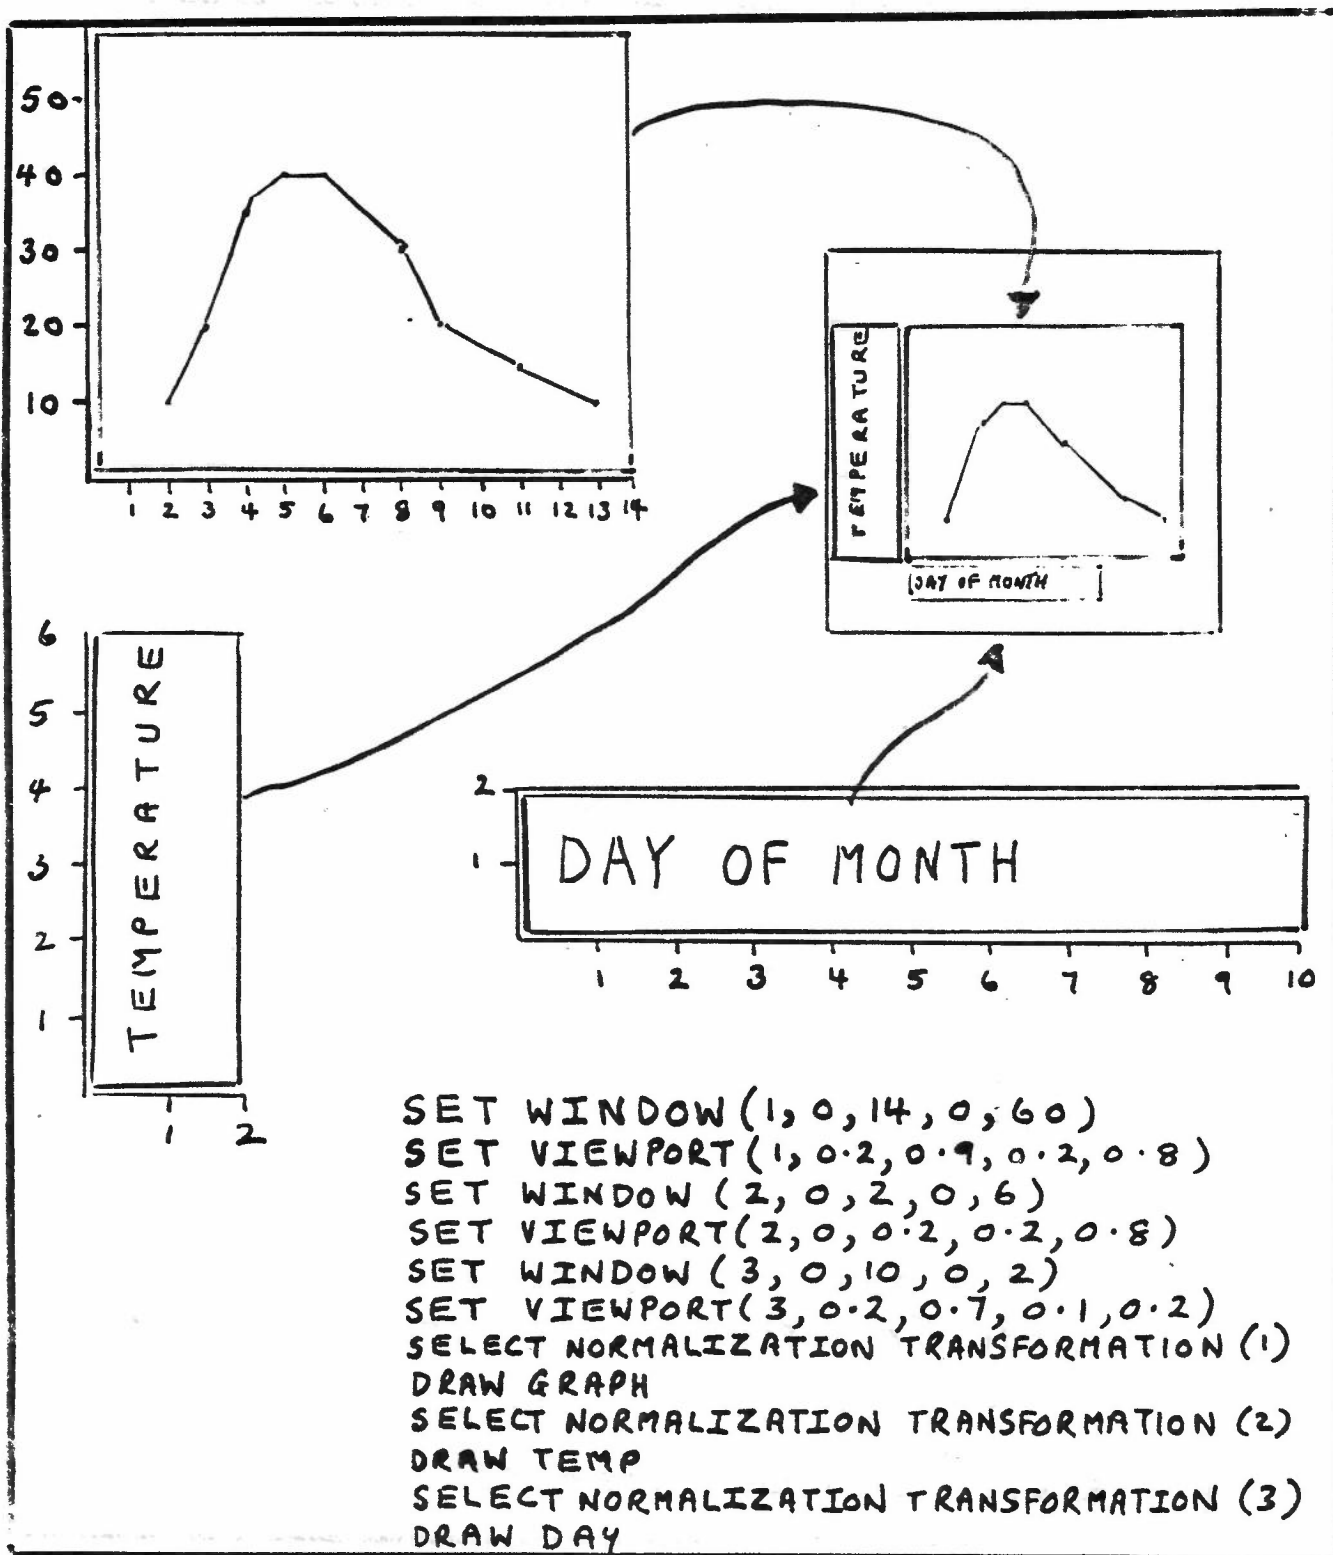 50
40
30
20
10
1 2 3 4 5 6 7 8 9 10 11 12 13 14
TEMPERATURE
DAY OF MONTH
6
5
4
3
2
1
TEMPERATURE
1 2
2
1
DAY OF MONTH
1 2 3 4 5 6 7 8 9 10
SET WINDOW (1, 0, 14, 0, 60)
SET VIEWPORT (1, 0.2, 0.9, 0.2, 0.8)
SET WINDOW (2, 0, 2, 0, 6)
SET VIEWPORT (2, 0, 0.2, 0.2, 0.8)
SET WINDOW (3, 0, 10, 0, 2)
SET VIEWPORT (3, 0.2, 0.7, 0.1, 0.2)
SELECT NORMALIZATION TRANSFORMATION (1)
DRAW GRAPH
SELECT NORMALIZATION TRANSFORMATION (2)
DRAW TEMP
SELECT NORMALIZATION TRANSFORMATION (3)
DRAW DAY